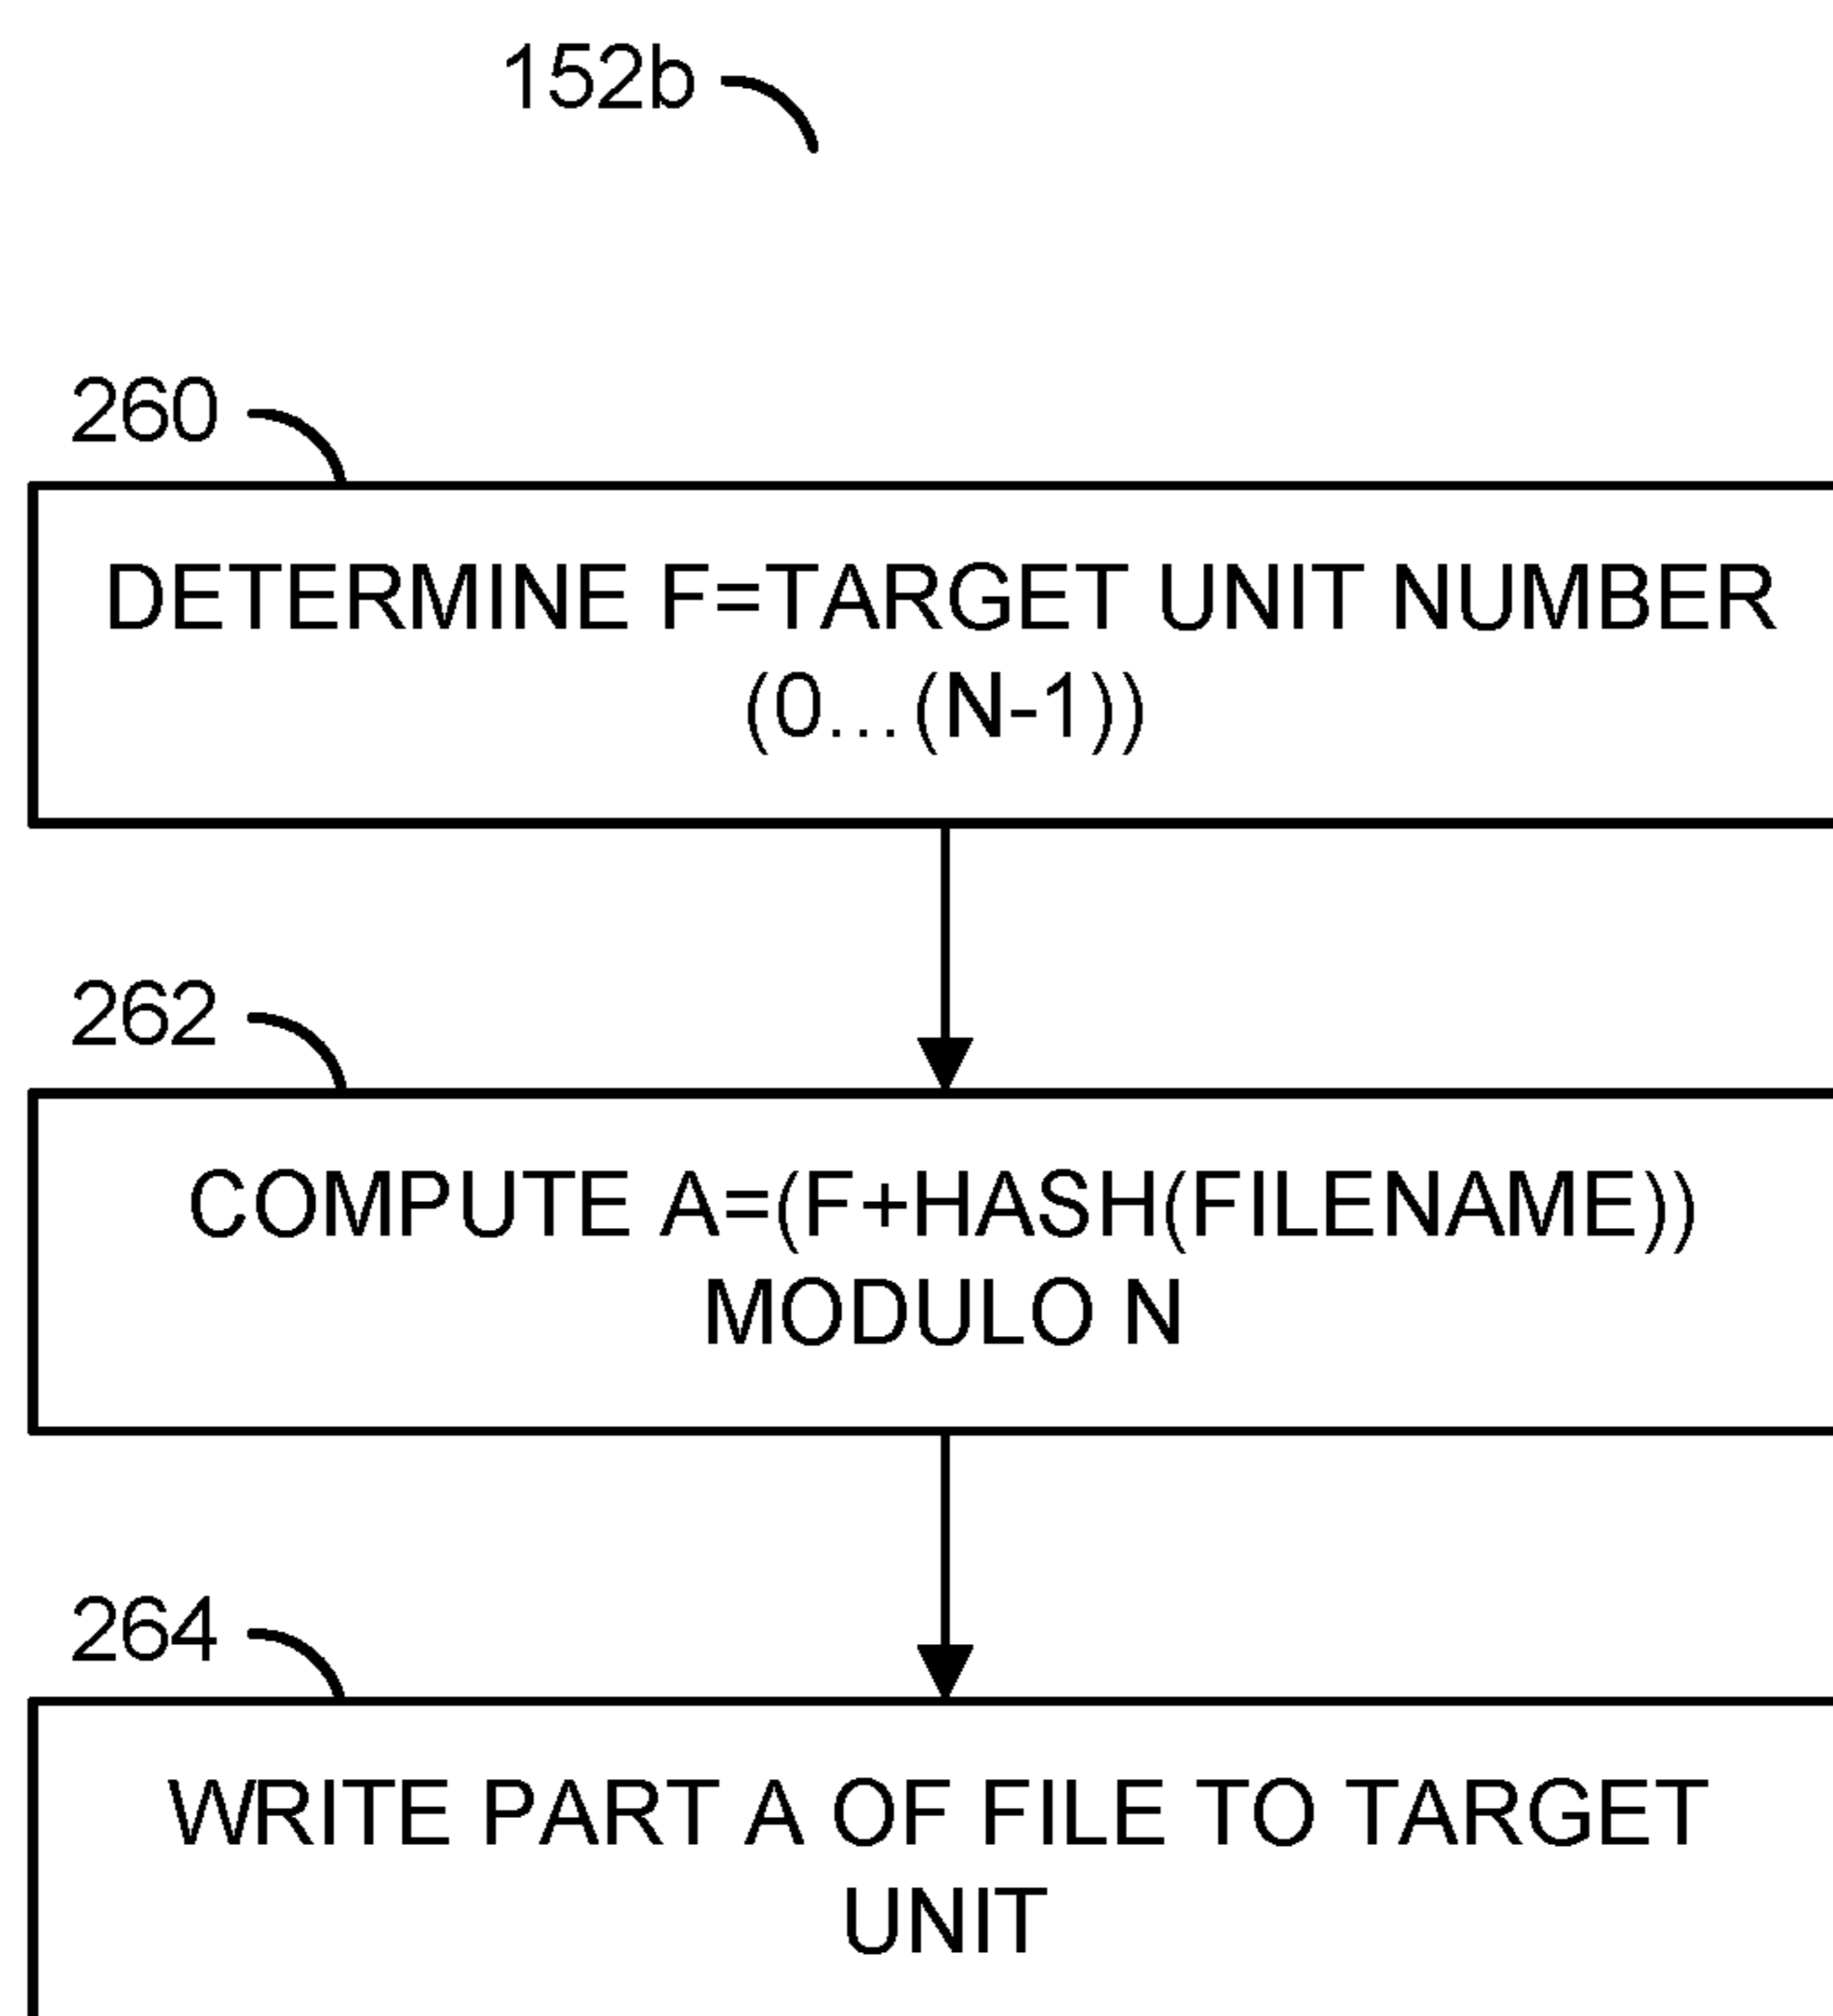 152b
260
DETERMINE F=TARGET UNIT NUMBER
(0...(N-1))
262
COMPUTE A=(F+HASH(FILENAME))
MODULO N
264
WRITE PART A OF FILE TO TARGET
UNIT